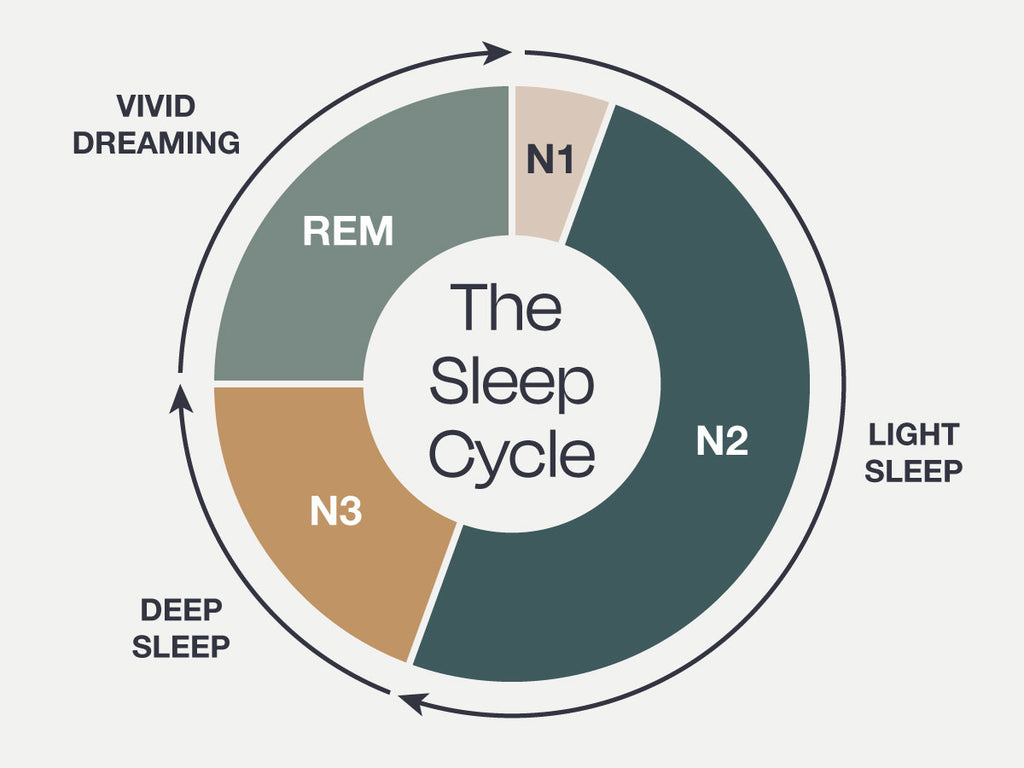 VIVID
DREAMING
N1
REM
The
Sleep
Cycle
N2
LIGHT
SLEEP
N3
DEEP
SLEEP